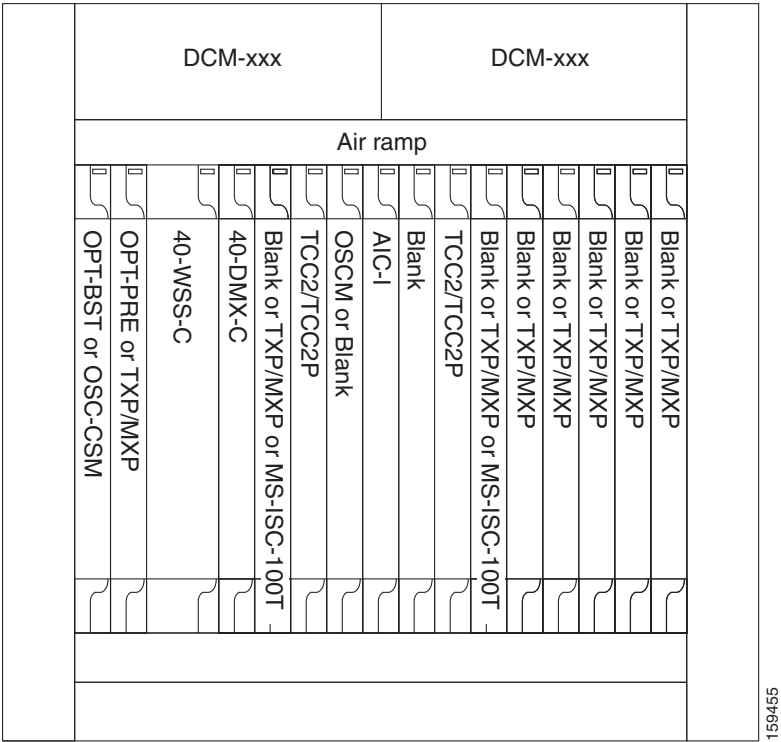 DCM-xxx
DCM-xxx
Air ramp
OPT-BST or OSC-CSM
OPT-PRE or TXP/MXP
40-WSS-C
40-DMX-C
Blank or TXP/MXP or MS-ISC-100T
TCC2/TCC2P
OSCM or Blank
AIC-I
Blank
TCC2/TCC2P
Blank or TXP/MXP or MS-ISC-100T
Blank or TXP/MXP
Blank or TXP/MXP
Blank or TXP/MXP
Blank or TXP/MXP
Blank or TXP/MXP
159455